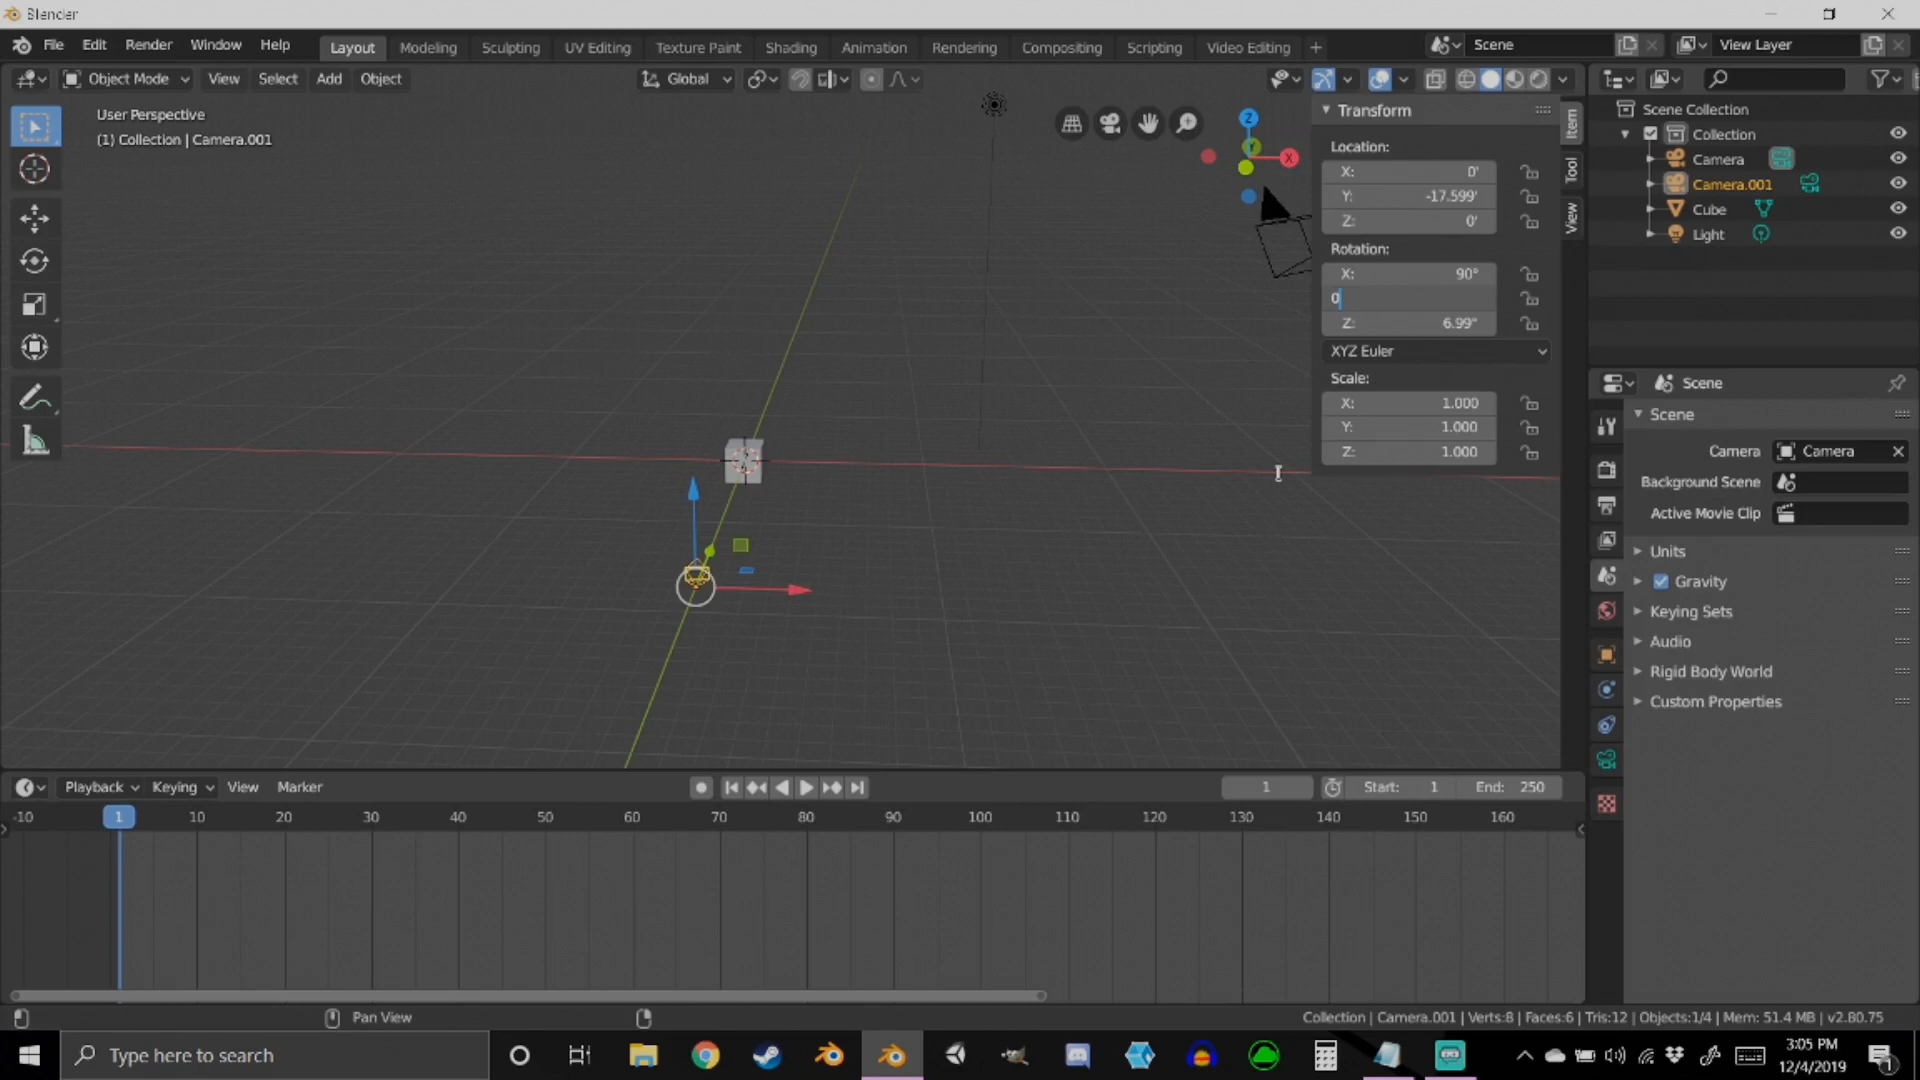 Blender
File Edit Render Window Help Layout Modeling Sculpting UV Editing Texture Paint Shading Animation Rendering Compositing Scripting Video Editing + Scene View Layer
Object Mode View Select Add Object Global
User Perspective
(1) Collection | Camera.001
Z
Y
X
Transform
Location:
X: 0'
Y: -17.599'
Z: 0'
Rotation:
X: 90°
0
Z: 6.99°
XYZ Euler
Scale:
X: 1.000
Y: 1.000
Z: 1.000
Item
Tool
View
Scene Collection
Collection
Camera
Camera.001
Cube
Light
Scene
Scene
Camera Camera
Background Scene
Active Movie Clip
Units
Gravity
Keying Sets
Audio
Rigid Body World
Custom Properties
Playback Keying View Marker 1 Start: 1 End: 250
-10 1 10 20 30 40 50 60 70 80 90 100 110 120 130 140 150 160
Pan View
Collection | Camera.001 | Verts:8 | Faces:6 | Tris:12 | Objects:1/4 | Mem: 51.4 MB | v2.80.75
Type here to search
3:05 PM
12/4/2019
1